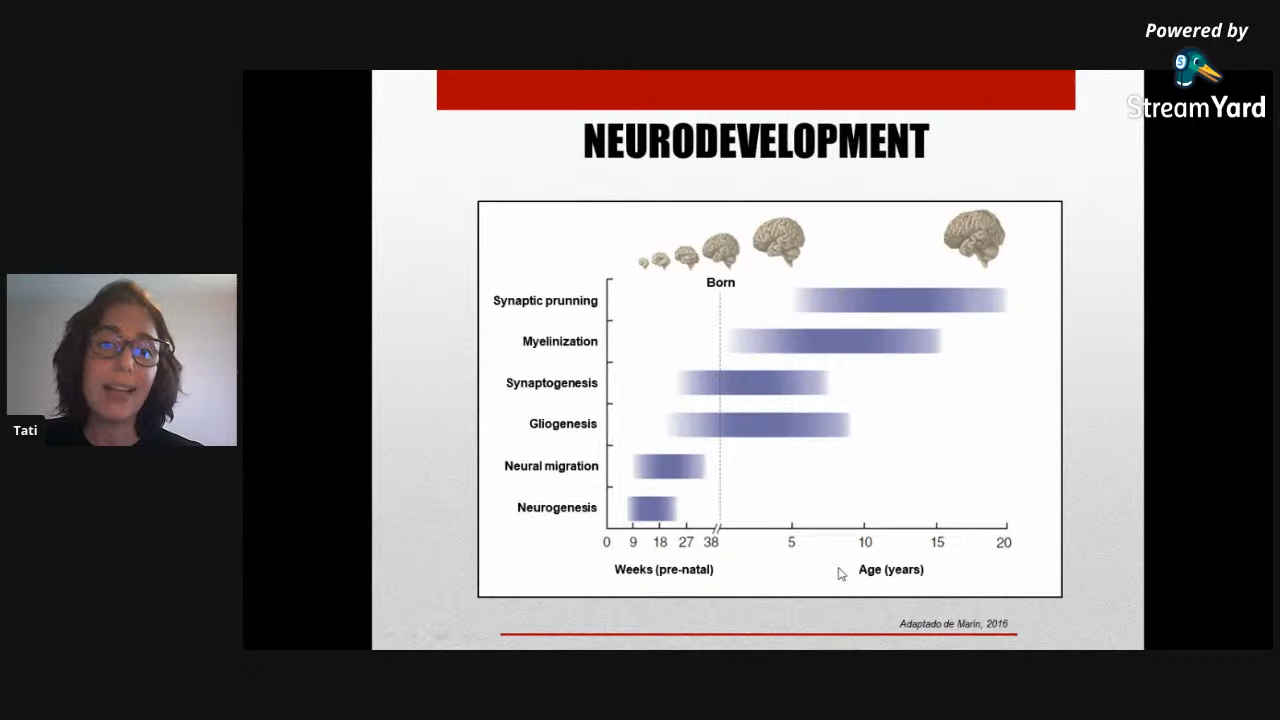 Powered by
StreamYard
NEURODEVELOPMENT
Born
Synaptic prunning
Myelinization
Synaptogenesis
Gliogenesis
Neural migration
Neurogenesis
0 9 18 27 38 5 10 15 20
Weeks (pre-natal) Age (years)
Adaptado de Marin, 2016
Tati